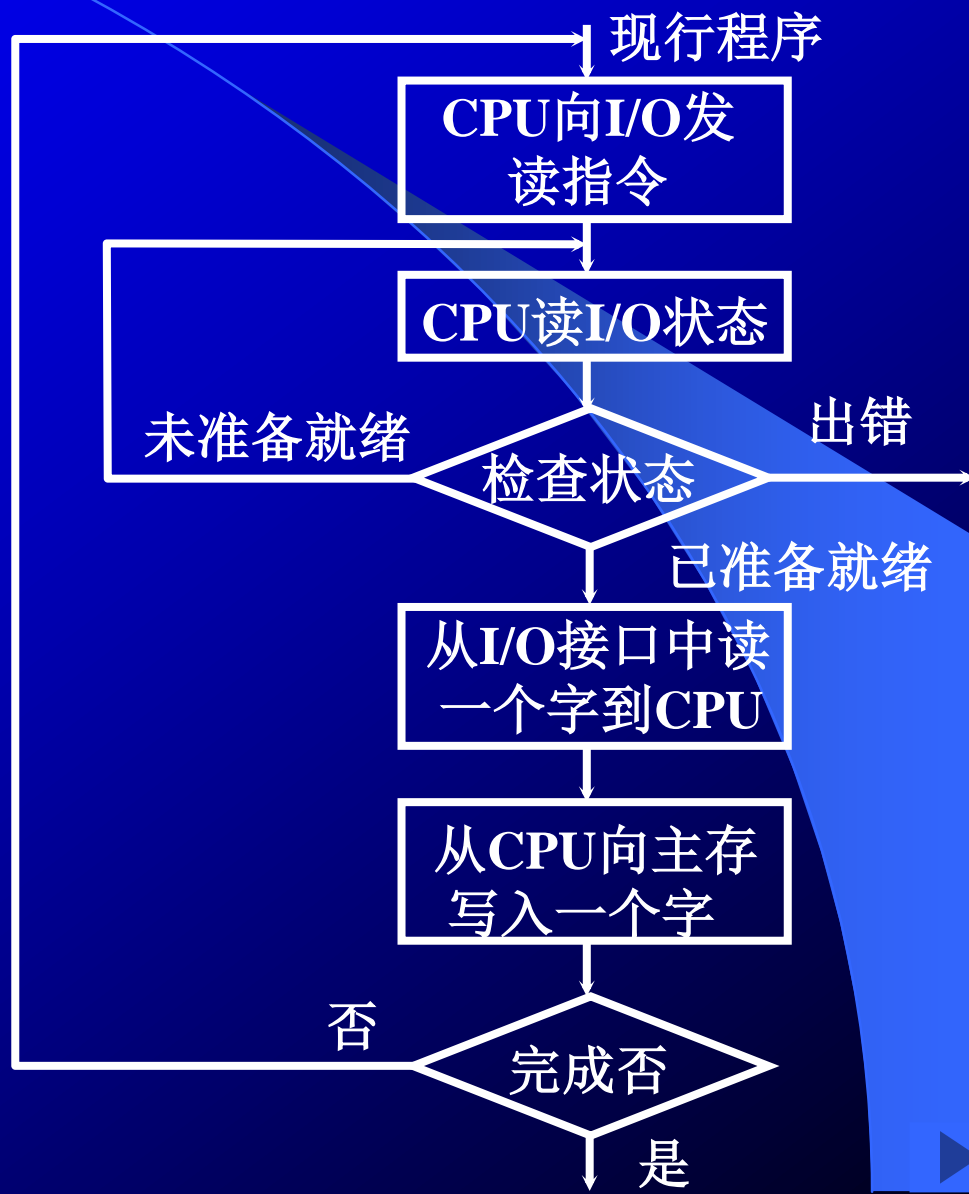 现行程序
CPU向I/O发
读指令
CPU读I/O状态
出错
未准备就绪
检查状态
已准备就绪
从I/O接口中读
一个字到CPU
从CPU向主存
写入一个字
否
完成否
是